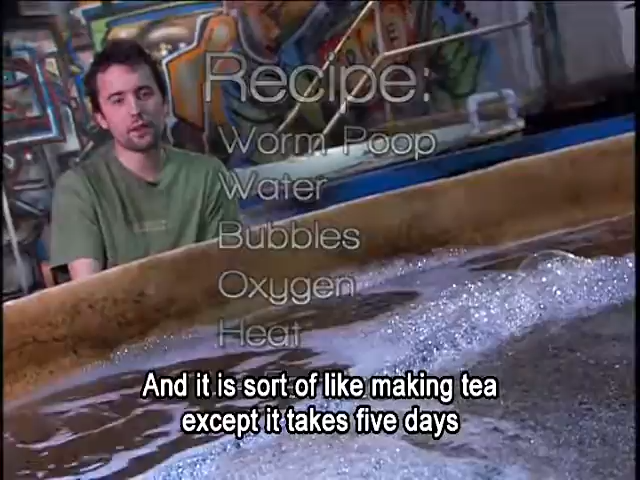 Recipe:
Worm Poop
Water
Bubbles
Oxygen
Heat
And it is sort of like making tea
except it takes five days